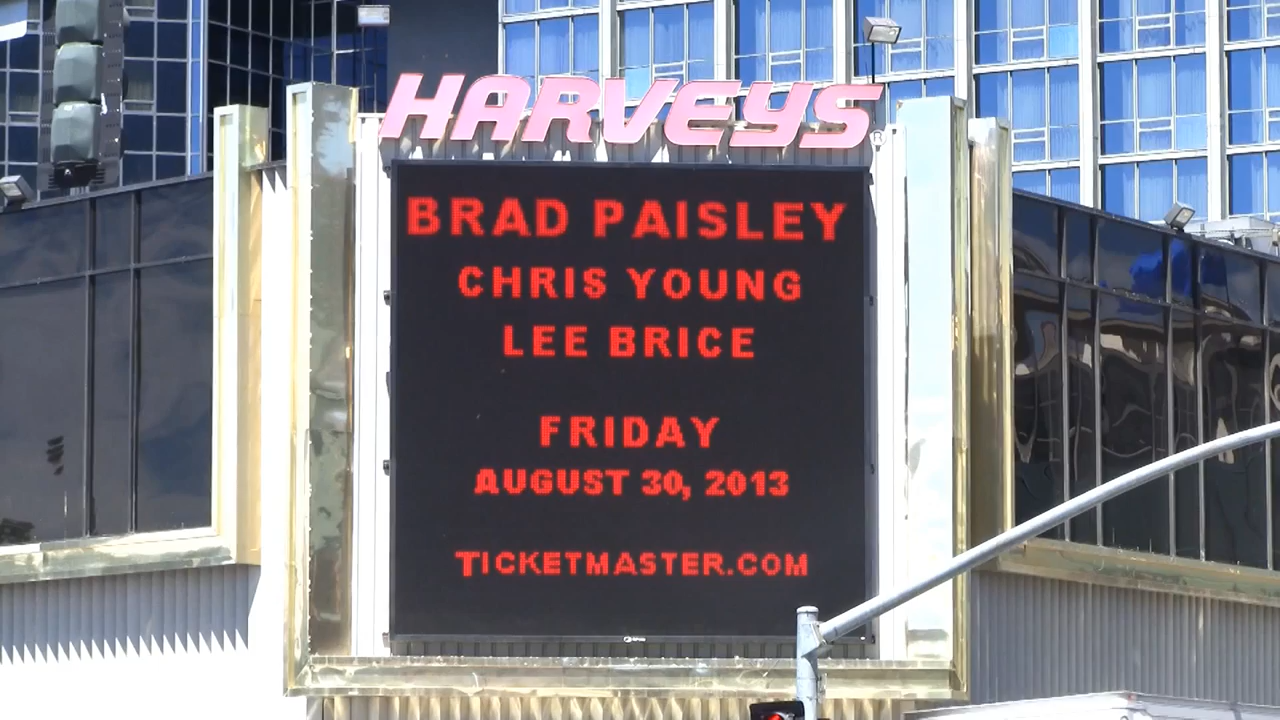 HARVEYS®
BRAD PAISLEY
CHRIS YOUNG
LEE BRICE
FRIDAY
AUGUST 30, 2013
TICKETMASTER.COM